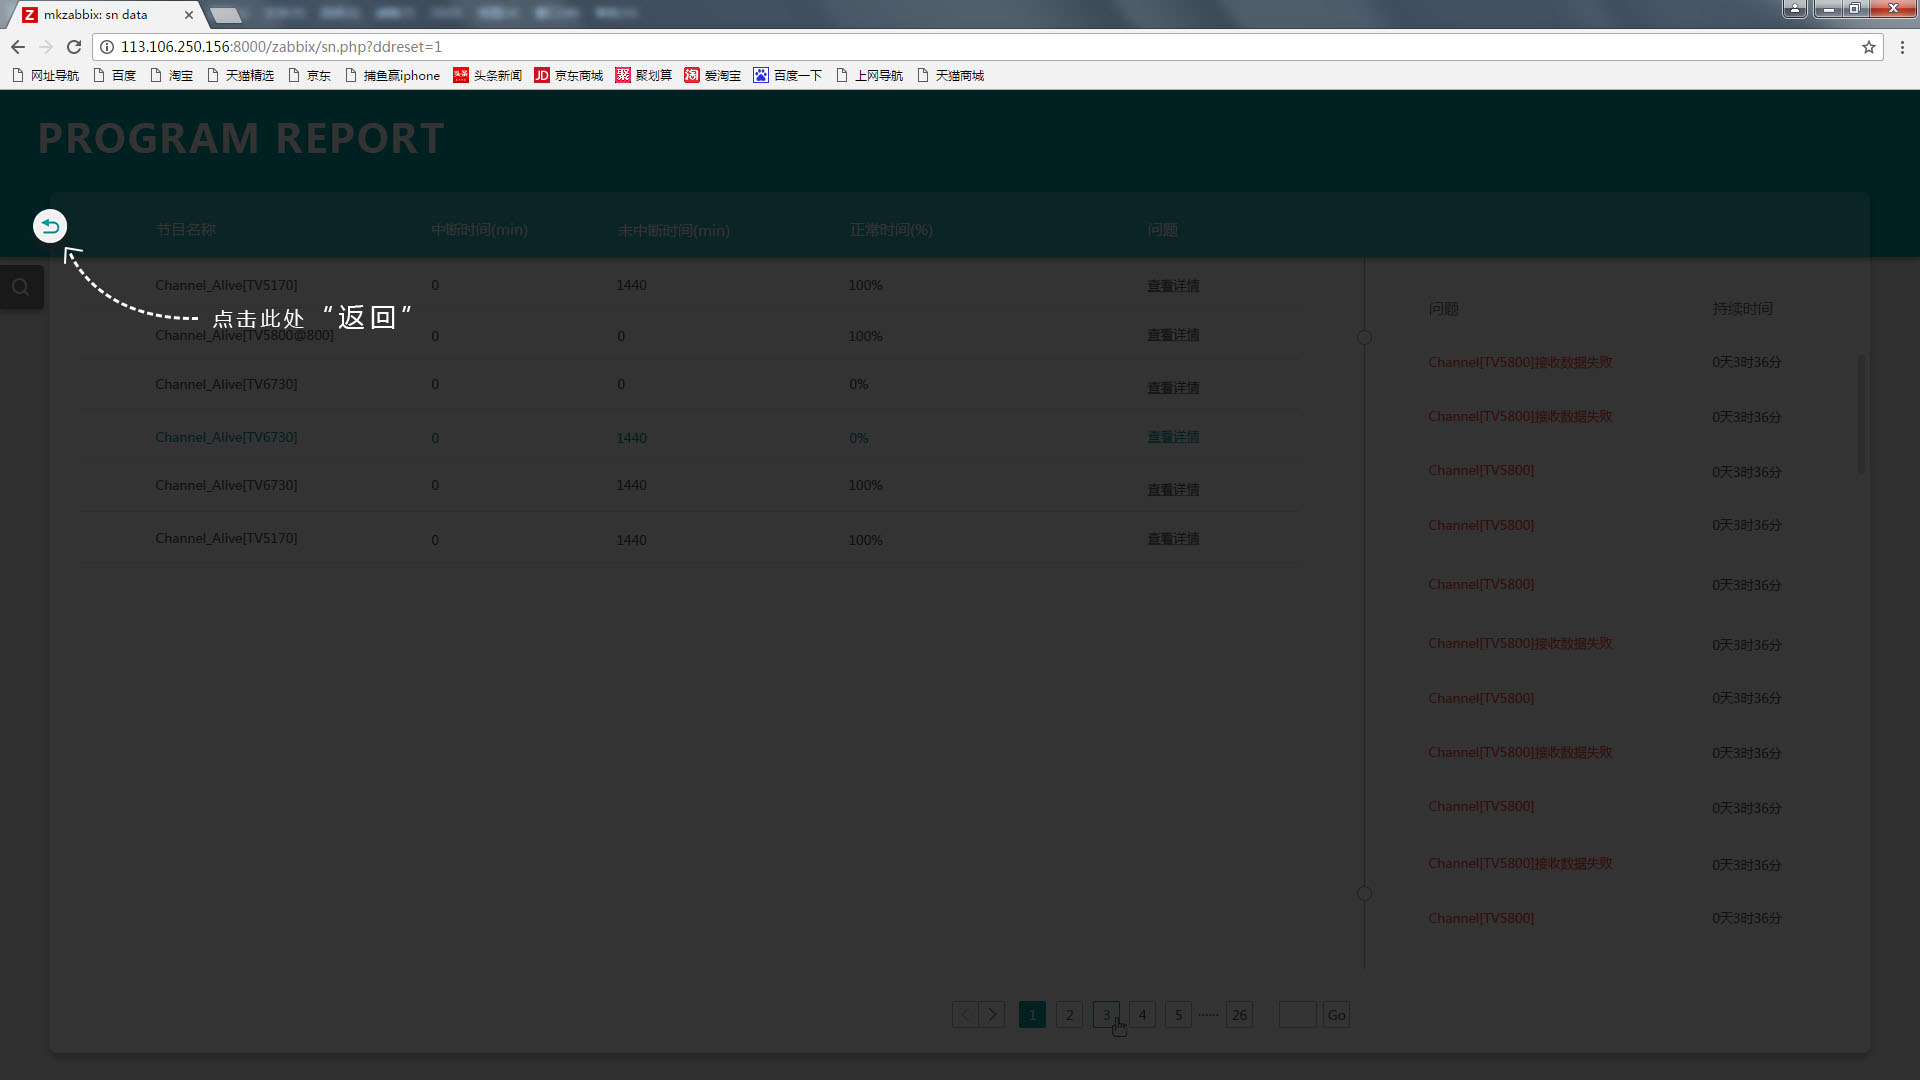 mkzabbix: sn data
113.106.250.156:8000/zabbix/sn.php?ddreset=1
网址导航 百度 淘宝 天猫精选 京东 捕鱼赢iphone 头条 头条新闻 JD 京东商城 聚 聚划算 淘 爱淘宝 百度一下 上网导航 天猫商城
PROGRAM REPORT
节目名称 中断时间(min) 未中断时间(min) 正常时间(%) 问题
Channel_Alive[TV5170] 0 1440 100% 查看详情
点击此处“返回”
Channel_Alive[TV5800@800] 0 0 100% 查看详情
Channel_Alive[TV6730] 0 0 0% 查看详情
Channel_Alive[TV6730] 0 1440 0% 查看详情
Channel_Alive[TV6730] 0 1440 100% 查看详情
Channel_Alive[TV5170] 0 1440 100% 查看详情
问题 持续时间
Channel[TV5800]接收数据失败 0天3时36分
Channel[TV5800]接收数据失败 0天3时36分
Channel[TV5800] 0天3时36分
Channel[TV5800] 0天3时36分
Channel[TV5800] 0天3时36分
Channel[TV5800]接收数据失败 0天3时36分
Channel[TV5800] 0天3时36分
Channel[TV5800]接收数据失败 0天3时36分
Channel[TV5800] 0天3时36分
Channel[TV5800]接收数据失败 0天3时36分
Channel[TV5800] 0天3时36分
1 2 3 4 5 ······ 26 Go